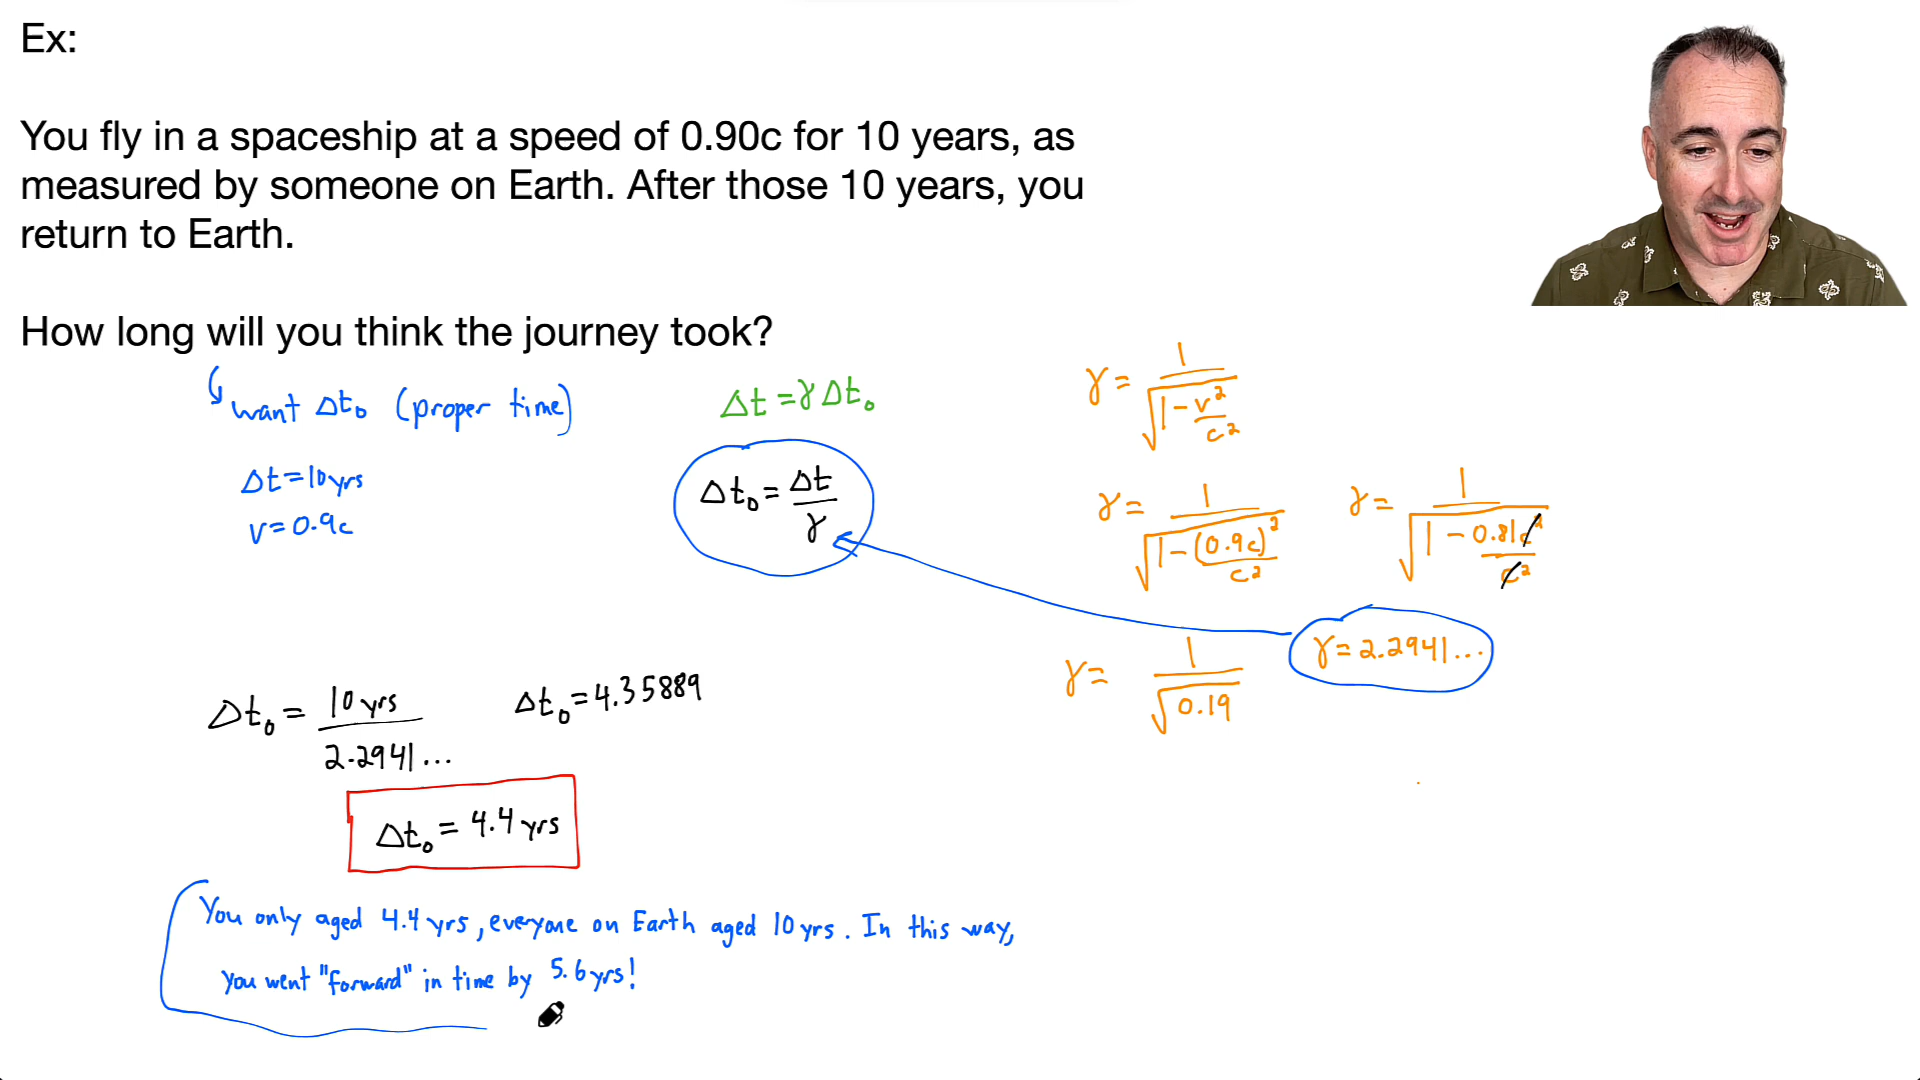 Ex:
You fly in a spaceship at a speed of 0.90c for 10 years, as
measured by someone on Earth. After those 10 years, you
return to Earth.
How long will you think the journey took?
want Δt₀ (proper time)
Δt = 10 yrs
v = 0.9c
Δt = γ Δt₀
Δt₀ = Δt/γ
γ = 1/√(1 - v²/c²)
γ = 1/√(1 - (0.9c)²/c²)
γ = 1/√(1 - 0.81c²/c²)
γ = 1/√0.19
γ = 2.2941...
Δt₀ = 10 yrs/2.2941...
Δt₀ = 4.35889
Δt₀ = 4.4 yrs
You only aged 4.4 yrs, everyone on Earth aged 10 yrs. In this way,
you went "forward" in time by 5.6 yrs!